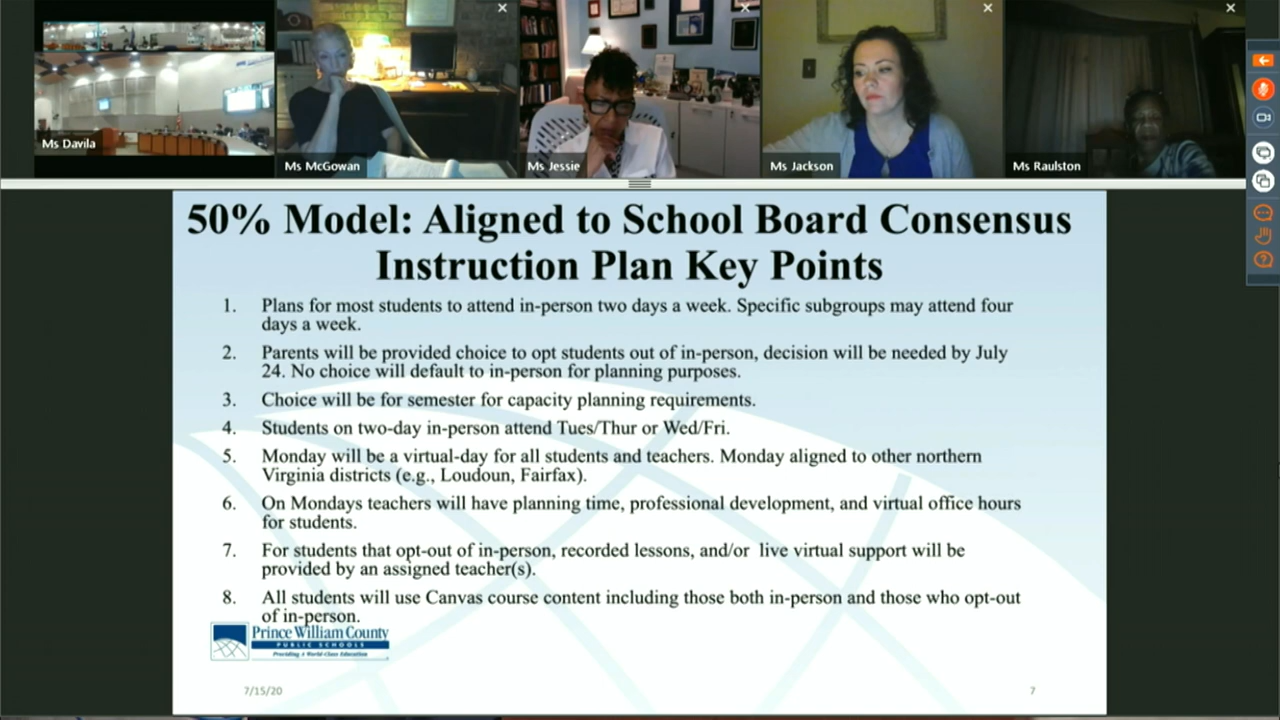 Ms Davila
Ms McGowan
Ms Jessie
Ms Jackson
Ms Raulston
50% Model: Aligned to School Board Consensus
Instruction Plan Key Points
1. Plans for most students to attend in-person two days a week. Specific subgroups may attend four
days a week.
2. Parents will be provided choice to opt students out of in-person, decision will be needed by July
24. No choice will default to in-person for planning purposes.
3. Choice will be for semester for capacity planning requirements.
4. Students on two-day in-person attend Tues/Thur or Wed/Fri.
5. Monday will be a virtual-day for all students and teachers. Monday aligned to other northern
Virginia districts (e.g., Loudoun, Fairfax).
6. On Mondays teachers will have planning time, professional development, and virtual office hours
for students.
7. For students that opt-out of in-person, recorded lessons, and/or live virtual support will be
provided by an assigned teacher(s).
8. All students will use Canvas course content including those both in-person and those who opt-out
of in-person.
Prince William County
PUBLIC SCHOOLS
Providing A World-Class Education
7/15/20
7